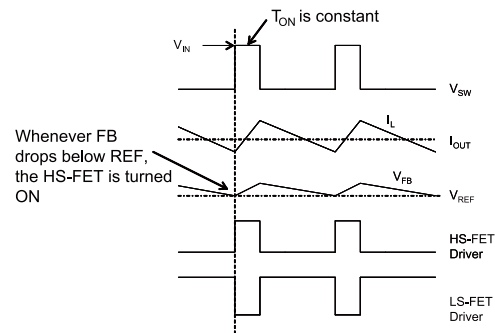 T_ON is constant
V_IN
V_SW
I_L
I_OUT
Whenever FB
drops below REF,
the HS-FET is turned
ON
V_FB
V_REF
HS-FET
Driver
LS-FET
Driver